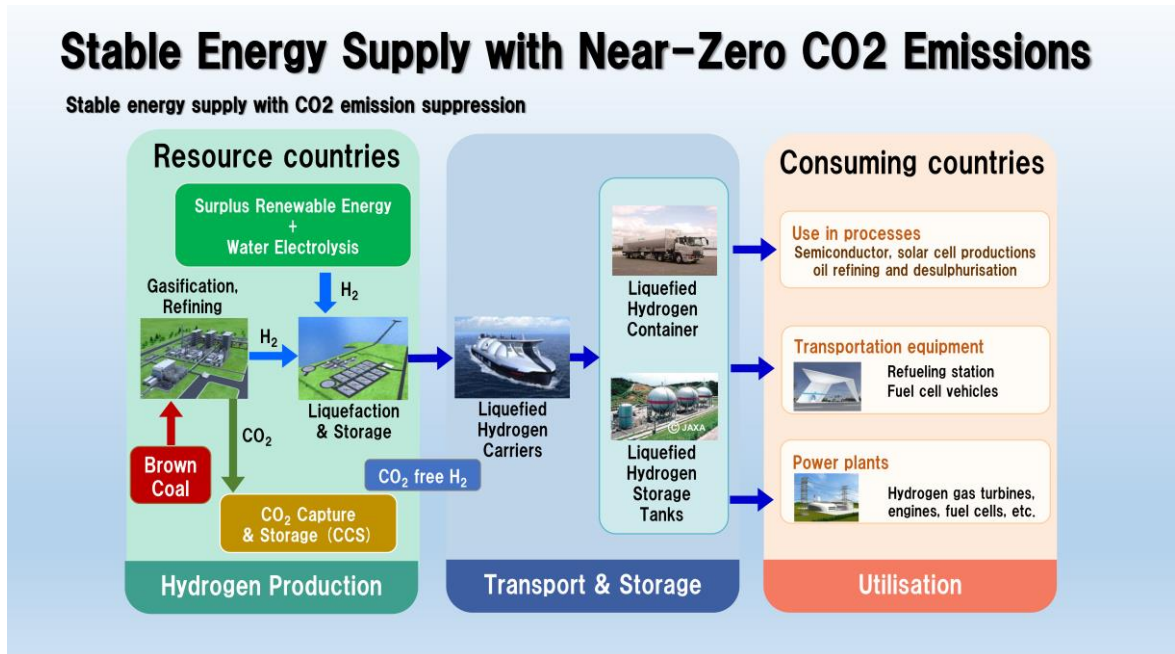 Stable Energy Supply with Near-Zero CO2 Emissions
Stable energy supply with CO2 emission suppression
Resource countries
Surplus Renewable Energy
+
Water Electrolysis
Gasification,
Refining
H₂
H₂
Liquefaction
& Storage
CO₂
Brown
Coal
CO₂ Capture
& Storage (CCS)
CO₂ free H₂
Hydrogen Production
Liquefied
Hydrogen
Carriers
Liquefied
Hydrogen
Container
© JAXA
Liquefied
Hydrogen
Storage
Tanks
Transport & Storage
Consuming countries
Use in processes
Semiconductor, solar cell productions
oil refining and desulphurisation
Transportation equipment
Refueling station
Fuel cell vehicles
Power plants
Hydrogen gas turbines,
engines, fuel cells, etc.
Utilisation